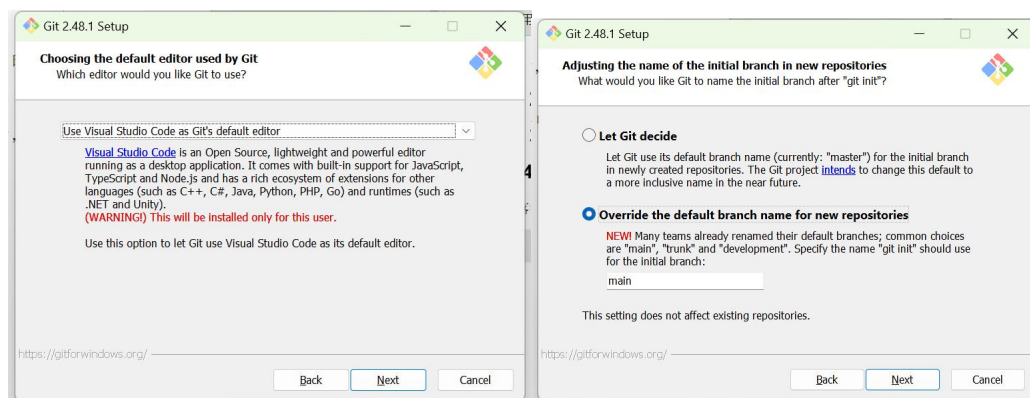 Git 2.48.1 Setup
Choosing the default editor used by Git
Which editor would you like Git to use?
Use Visual Studio Code as Git's default editor
Visual Studio Code is an Open Source, lightweight and powerful editor
running as a desktop application. It comes with built-in support for JavaScript,
TypeScript and Node.js and has a rich ecosystem of extensions for other
languages (such as C++, C#, Java, Python, PHP, Go) and runtimes (such as
.NET and Unity).
(WARNING!) This will be installed only for this user.
Use this option to let Git use Visual Studio Code as its default editor.
https://gitforwindows.org/
Back
Next
Cancel
Git 2.48.1 Setup
Adjusting the name of the initial branch in new repositories
What would you like Git to name the initial branch after "git init"?
Let Git decide
Let Git use its default branch name (currently: "master") for the initial branch
in newly created repositories. The Git project intends to change this default to
a more inclusive name in the near future.
Override the default branch name for new repositories
NEW! Many teams already renamed their default branches; common choices
are "main", "trunk" and "development". Specify the name "git init" should use
for the initial branch:
main
This setting does not affect existing repositories.
https://gitforwindows.org/
Back
Next
Cancel